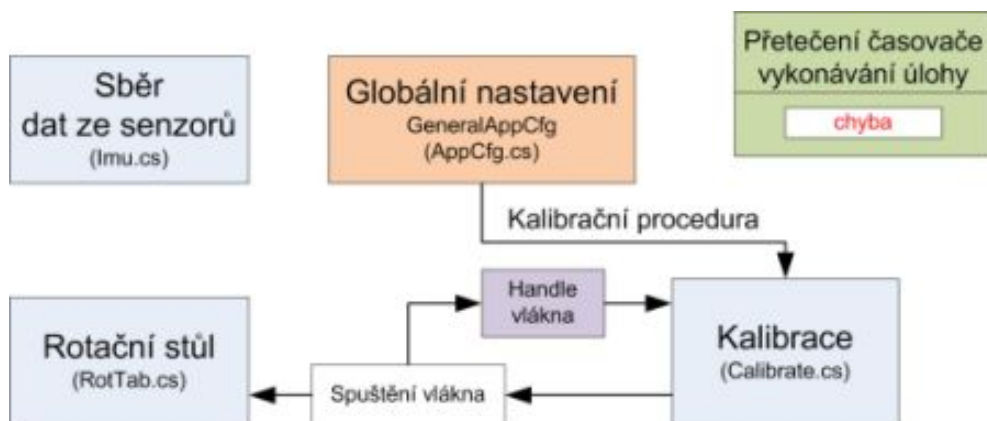 Sběr
dat ze senzorů
(Imu.cs)
Globální nastavení
GeneralAppCfg
(AppCfg.cs)
Přetečení časovače
vykonávání úlohy
chyba
Kalibrační procedura
Handle
vlákna
Rotační stůl
(RotTab.cs)
Spuštění vlákna
Kalibrace
(Calibrate.cs)